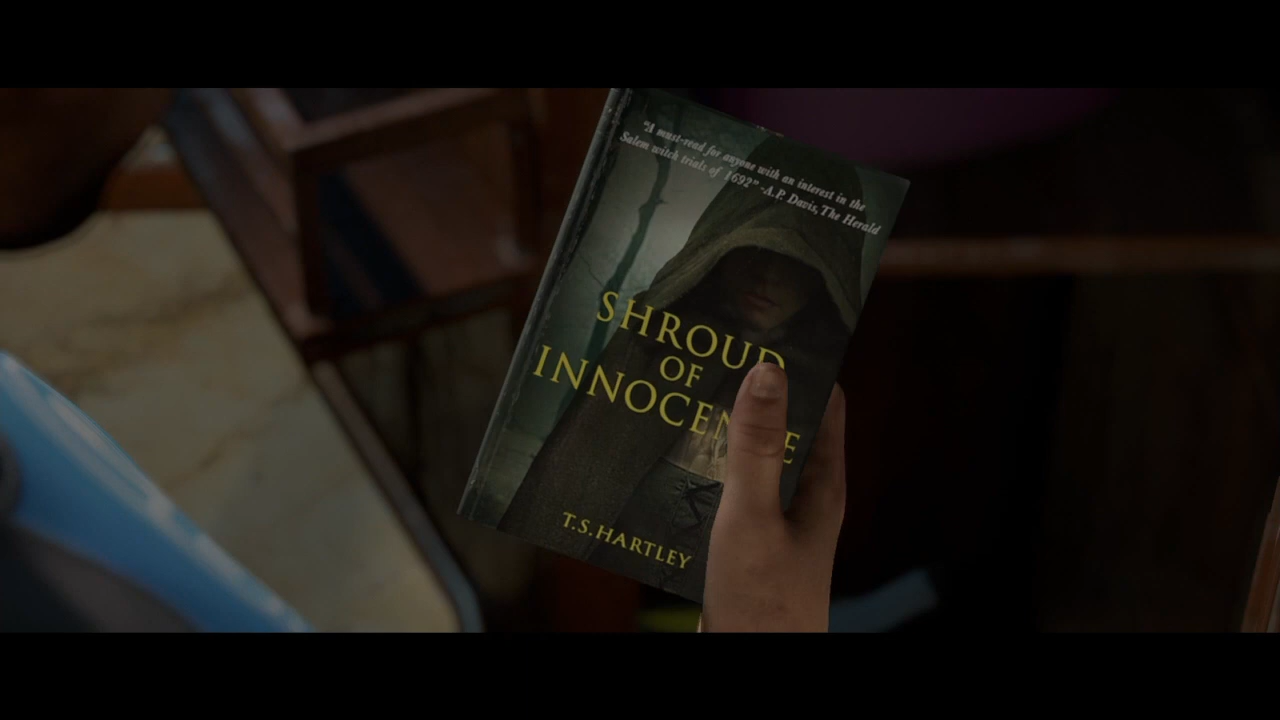 "A must-read for anyone with an interest in the
Salem witch trials of 1692" -A.P. Davis, The Herald
SHROUD
OF
INNOCENCE
T.S.HARTLEY